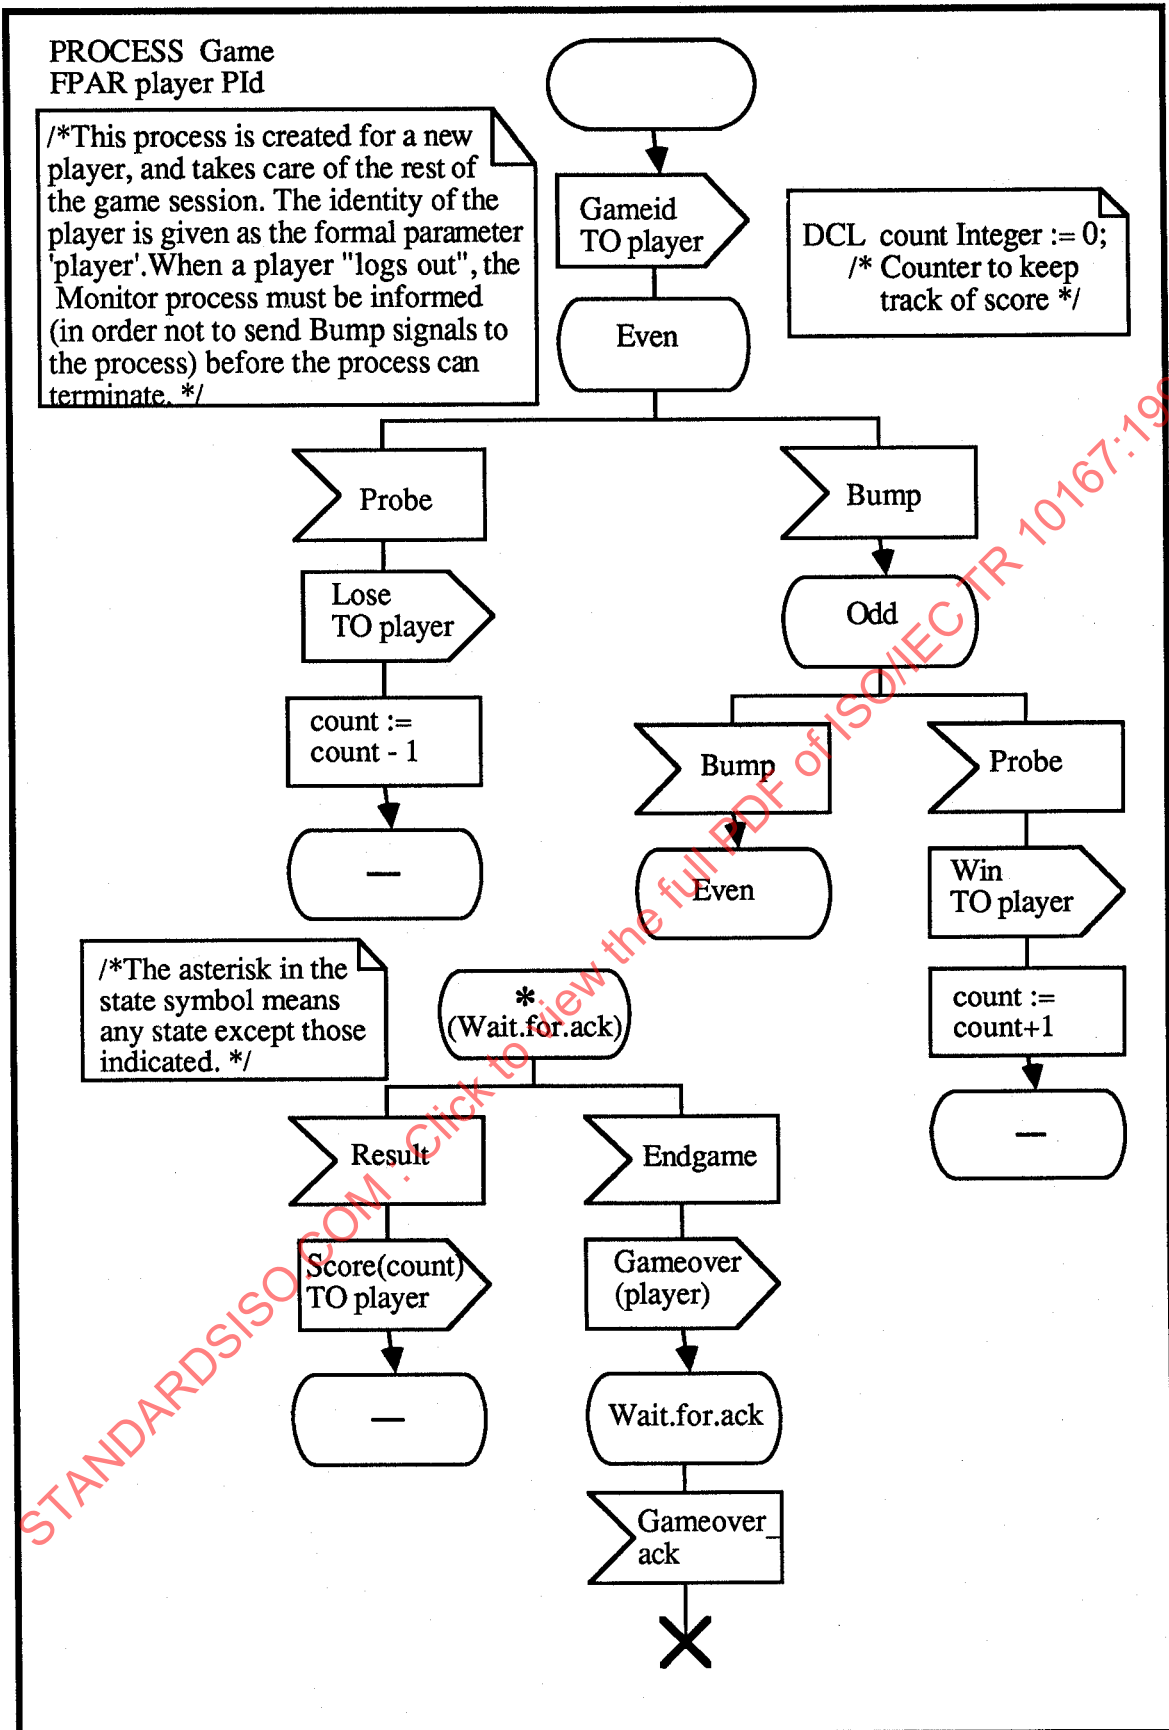 PROCESS Game
FPAR player PId
/*This process is created for a new
player, and takes care of the rest of
the game session. The identity of the
player is given as the formal parameter
'player'.When a player "logs out", the
Monitor process must be informed
(in order not to send Bump signals to
the process) before the process can
terminate. */
Gameid
TO player
DCL count Integer := 0;
/* Counter to keep
track of score */
Even
Probe
Bump
Lose
TO player
Odd
count :=
count - 1
Bump
Probe
—
Even
Win
TO player
/*The asterisk in the
state symbol means
any state except those
indicated. */
*
(Wait.for.ack)
count :=
count+1
—
Result
Endgame
Score(count)
TO player
Gameover
(player)
—
Wait.for.ack
Gameover_
ack
STANDARDSISO.COM : Click to view the full PDF of ISO/IEC TR 10167:199